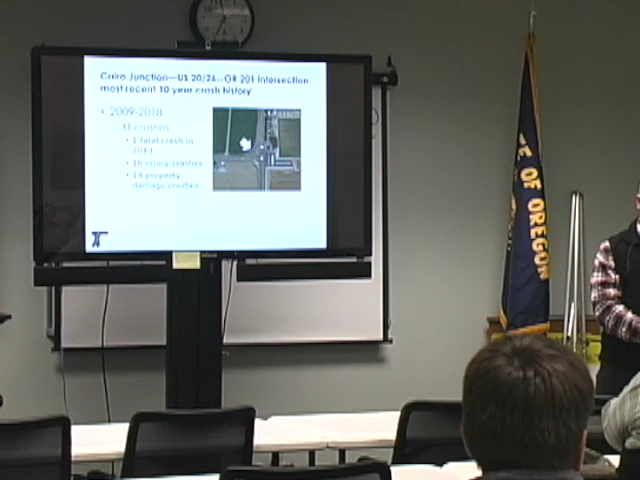 Cairo Junction—US 20/26—OR 201 Intersection
most recent 10 year crash history
• 2009-2018
31 crashes
• 1 fatal crash in
• 16 injury crashes
• 14 property
damage crashes
E OF OREGON